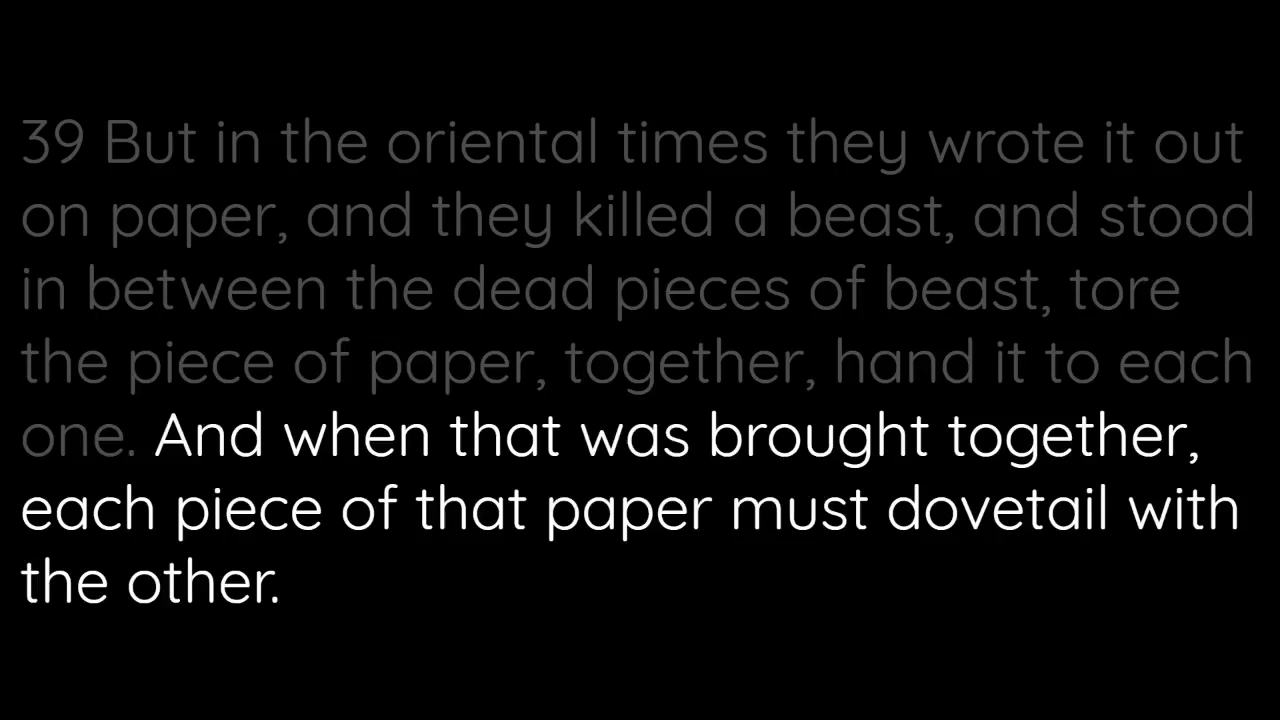 39 But in the oriental times they wrote it out
on paper, and they killed a beast, and stood
in between the dead pieces of beast, tore
the piece of paper, together, hand it to each
one. And when that was brought together,
each piece of that paper must dovetail with
the other.